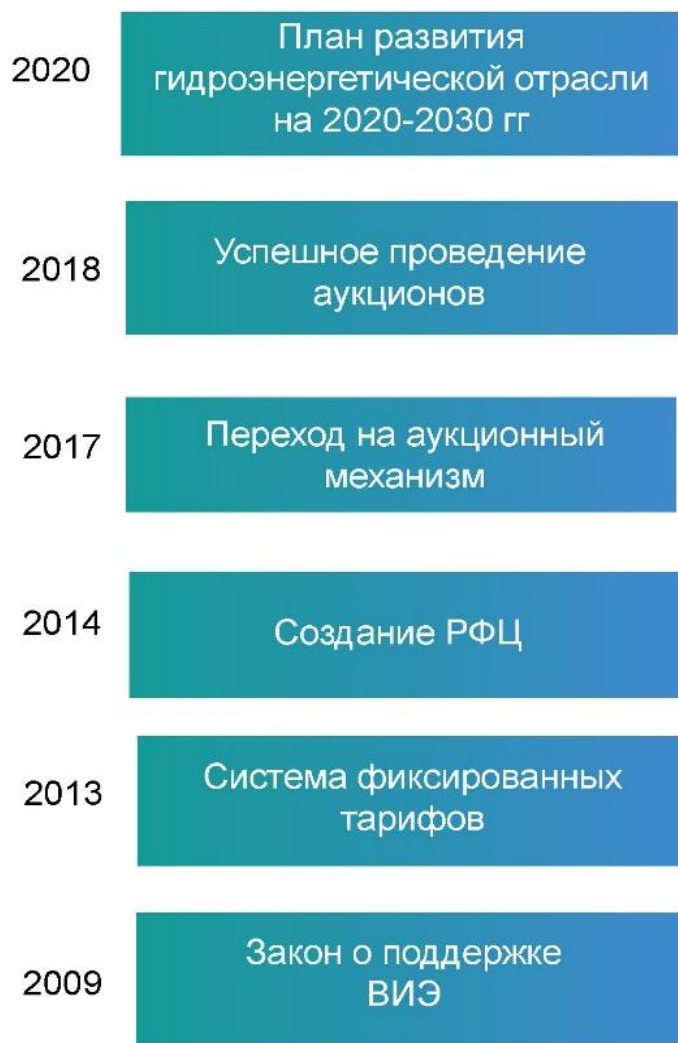 2020
План развития
гидроэнергетической отрасли
на 2020-2030 гг
2018
Успешное проведение
аукционов
2017
Переход на аукционный
механизм
2014
Создание РФЦ
2013
Система фиксированных
тарифов
2009
Закон о поддержке
ВИЭ